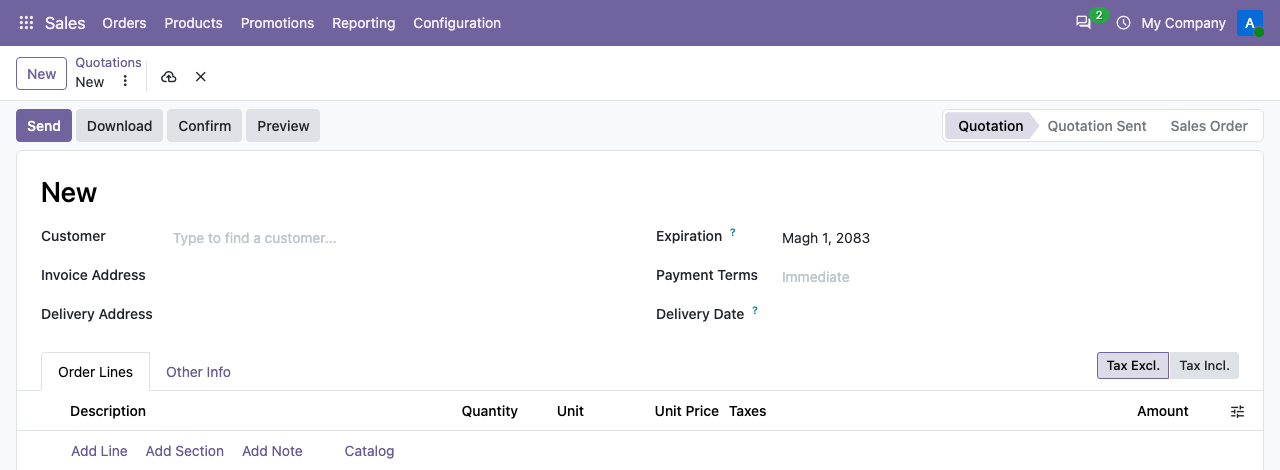 Sales Orders Products Promotions Reporting Configuration 2 My Company A
New Quotations
New
Send Download Confirm Preview Quotation Quotation Sent Sales Order
New
Customer Type to find a customer... Expiration ? Magh 1, 2083
Invoice Address Payment Terms Immediate
Delivery Address Delivery Date ?
Order Lines Other Info Tax Excl. Tax Incl.
Description Quantity Unit Unit Price Taxes Amount
Add Line Add Section Add Note Catalog